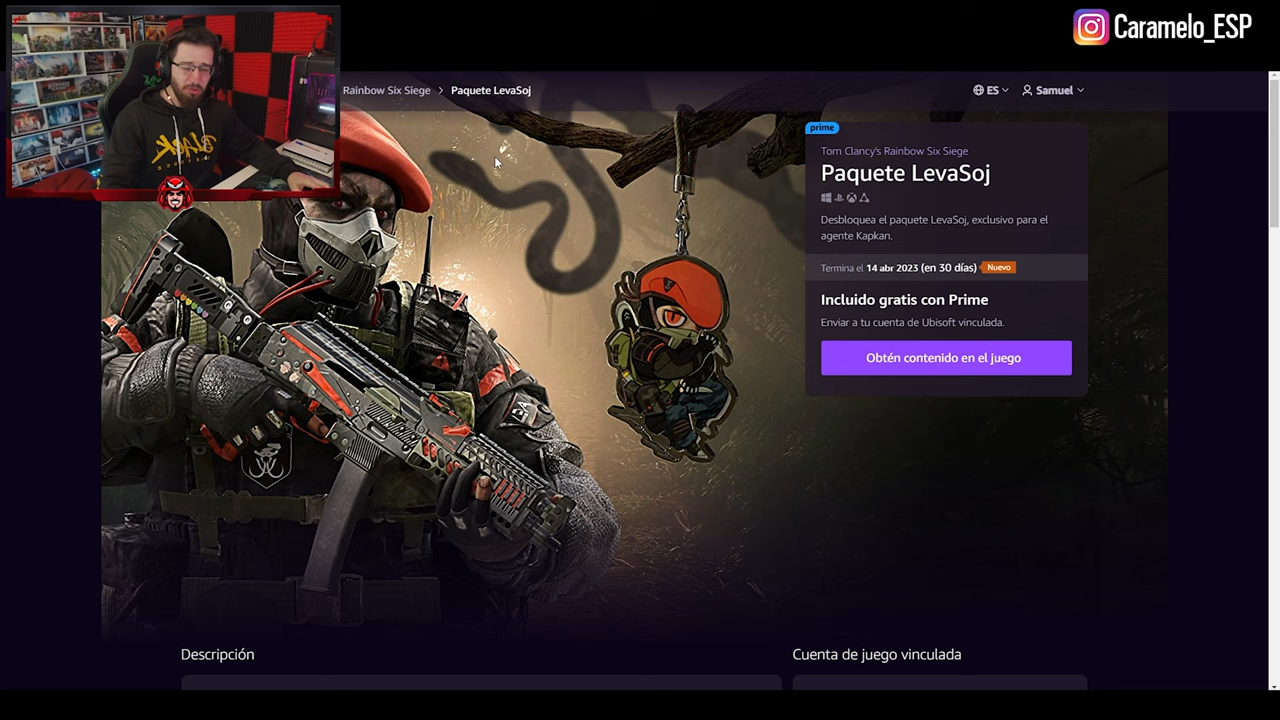 Caramelo_ESP
Rainbow Six Siege > Paquete LevaSoj
ES
Samuel
prime
Tom Clancy's Rainbow Six Siege
Paquete LevaSoj
Desbloquea el paquete LevaSoj, exclusivo para el
agente Kapkan.
Termina el 14 abr 2023 (en 30 días) Nuevo
Incluido gratis con Prime
Enviar a tu cuenta de Ubisoft vinculada.
Obtén contenido en el juego
Descripción
Cuenta de juego vinculada